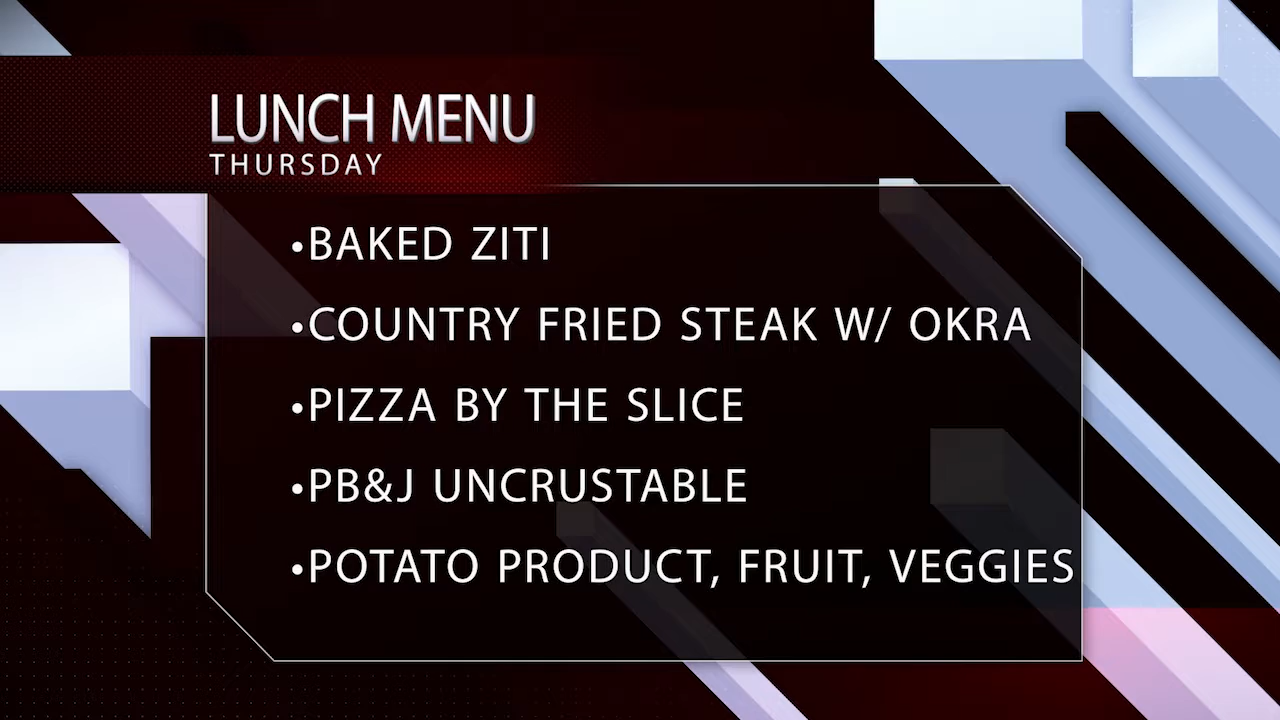 LUNCH MENU
THURSDAY
•BAKED ZITI
•COUNTRY FRIED STEAK W/ OKRA
•PIZZA BY THE SLICE
•PB&J UNCRUSTABLE
•POTATO PRODUCT, FRUIT, VEGGIES